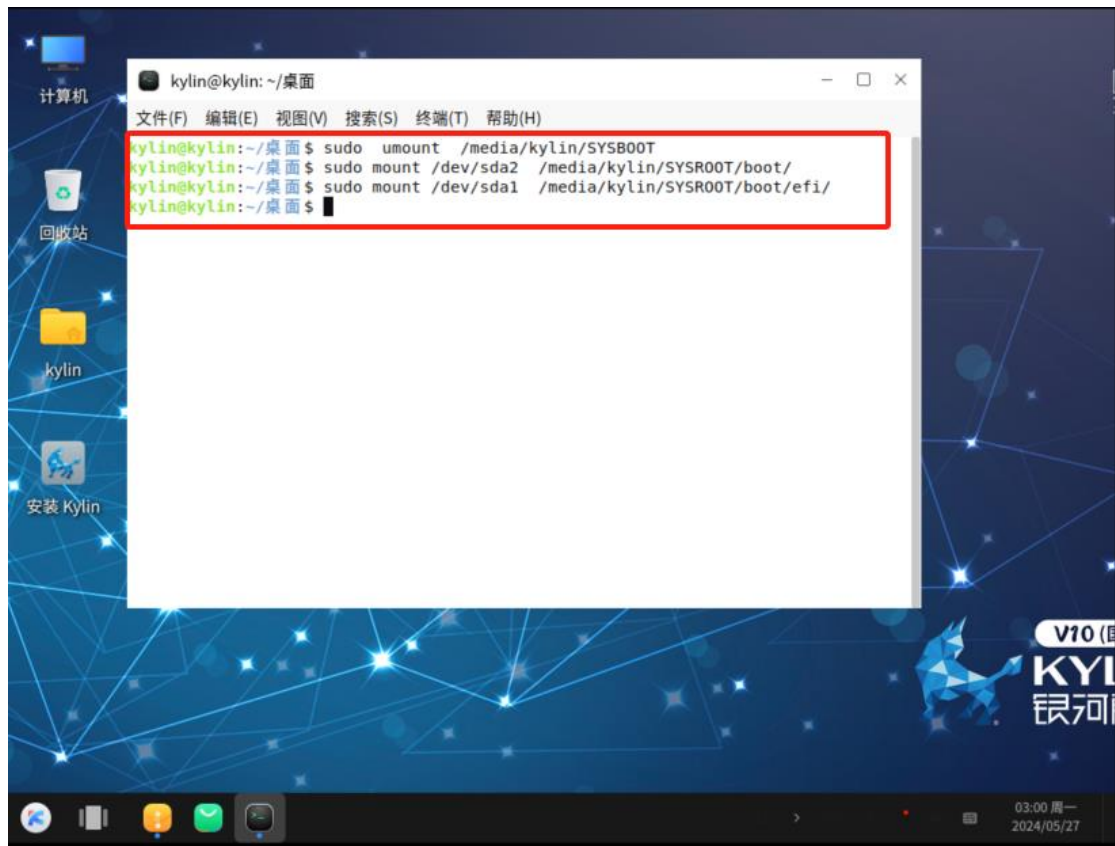 计算机
kylin@kylin: ~/桌面
文件(F) 编辑(E) 视图(V) 搜索(S) 终端(T) 帮助(H)
kylin@kylin:~/桌面$ sudo  umount  /media/kylin/SYSBOOT
kylin@kylin:~/桌面$ sudo mount /dev/sda2  /media/kylin/SYSROOT/boot/
kylin@kylin:~/桌面$ sudo mount /dev/sda1  /media/kylin/SYSROOT/boot/efi/
kylin@kylin:~/桌面$
回收站
kylin
安装 Kylin
V10
银河
03:00 周一
2024/05/27